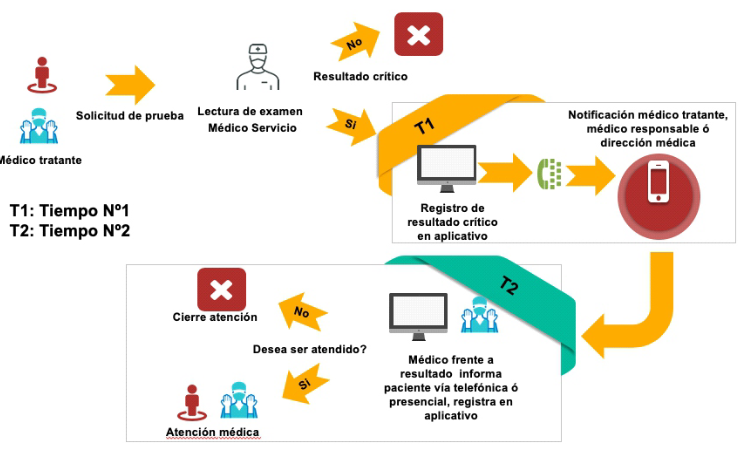 No
Resultado crítico
Solicitud de prueba
Lectura de examen
Médico Servicio
Médico tratante
Si
T1
Notificación médico tratante,
médico responsable ó
dirección médica
Registro de
resultado crítico
en aplicativo
T1: Tiempo Nº1
T2: Tiempo Nº2
T2
Médico frente a
resultado informa
paciente vía telefónica ó
presencial, registra en
aplicativo
Desea ser atendido?
No
Cierre atención
Si
Atención médica